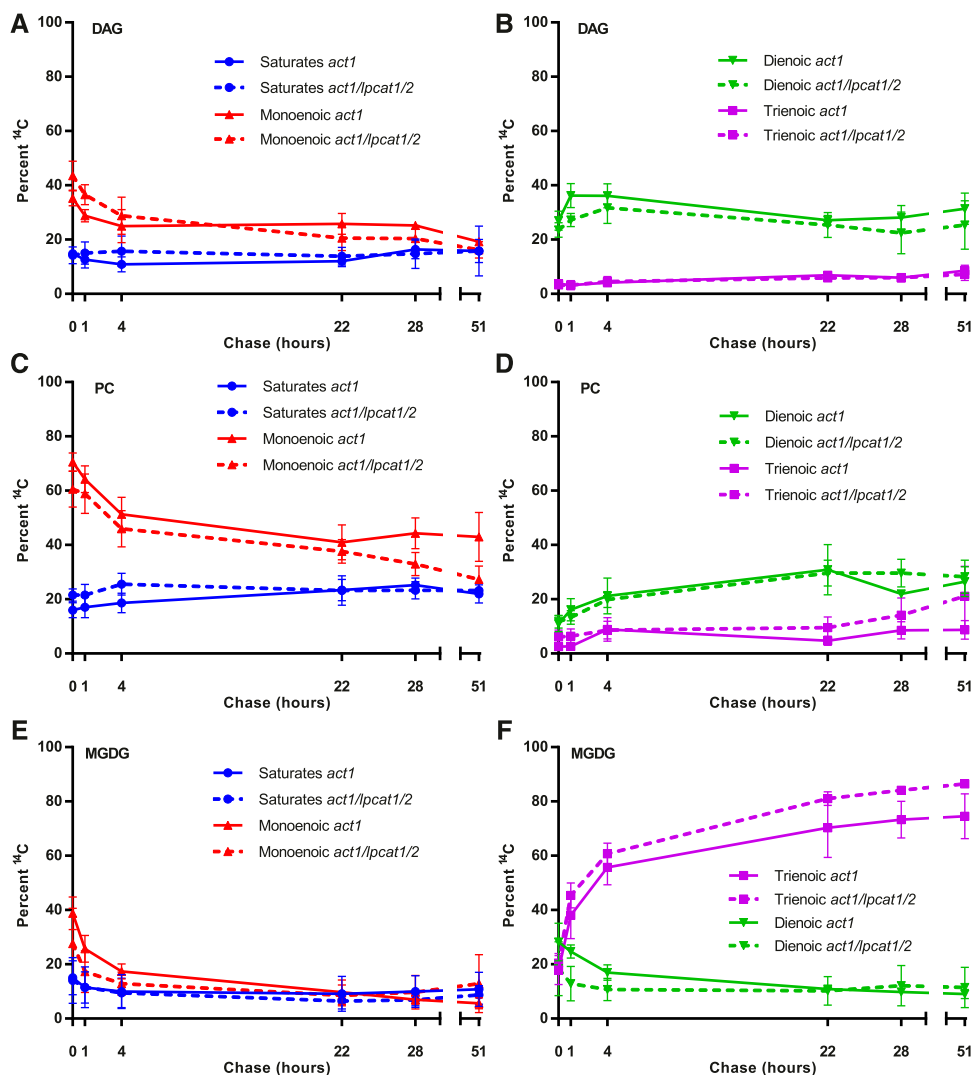 A
DAG
Percent ¹⁴C
100
80
60
40
20
0
Saturates act1
Saturates act1/lpcat1/2
Monoenoic act1
Monoenoic act1/lpcat1/2
0 1 4 22 28 51
Chase (hours)
B
DAG
Percent ¹⁴C
100
80
60
40
20
0
Dienoic act1
Dienoic act1/lpcat1/2
Trienoic act1
Trienoic act1/lpcat1/2
0 1 4 22 28 51
Chase (hours)
C
PC
Percent ¹⁴C
100
80
60
40
20
0
Saturates act1
Saturates act1/lpcat1/2
Monoenoic act1
Monoenoic act1/lpcat1/2
0 1 4 22 28 51
Chase (hours)
D
PC
Percent ¹⁴C
100
80
60
40
20
0
Dienoic act1
Dienoic act1/lpcat1/2
Trienoic act1
Trienoic act1/lpcat1/2
0 1 4 22 28 51
Chase (hours)
E
MGDG
Percent ¹⁴C
100
80
60
40
20
0
Saturates act1
Saturates act1/lpcat1/2
Monoenoic act1
Monoenoic act1/lpcat1/2
0 1 4 22 28 51
Chase (hours)
F
MGDG
Percent ¹⁴C
100
80
60
40
20
0
Trienoic act1
Trienoic act1/lpcat1/2
Dienoic act1
Dienoic act1/lpcat1/2
0 1 4 22 28 51
Chase (hours)